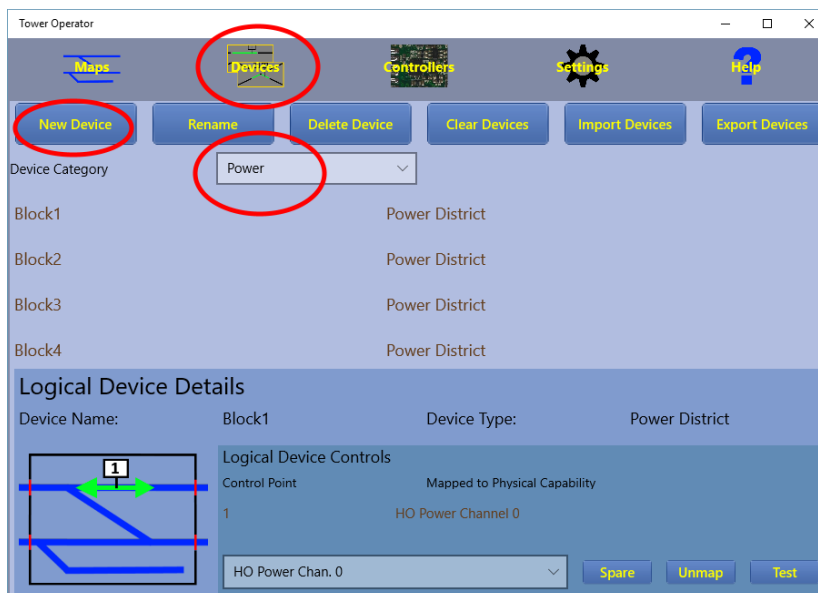 Tower Operator
Maps Devices Controllers Settings Help
New Device Rename Delete Device Clear Devices Import Devices Export Devices
Device Category Power
Block1 Power District
Block2 Power District
Block3 Power District
Block4 Power District
Logical Device Details
Device Name: Block1 Device Type: Power District
Logical Device Controls
1
Control Point Mapped to Physical Capability
1 HO Power Channel 0
HO Power Chan. 0 Spare Unmap Test